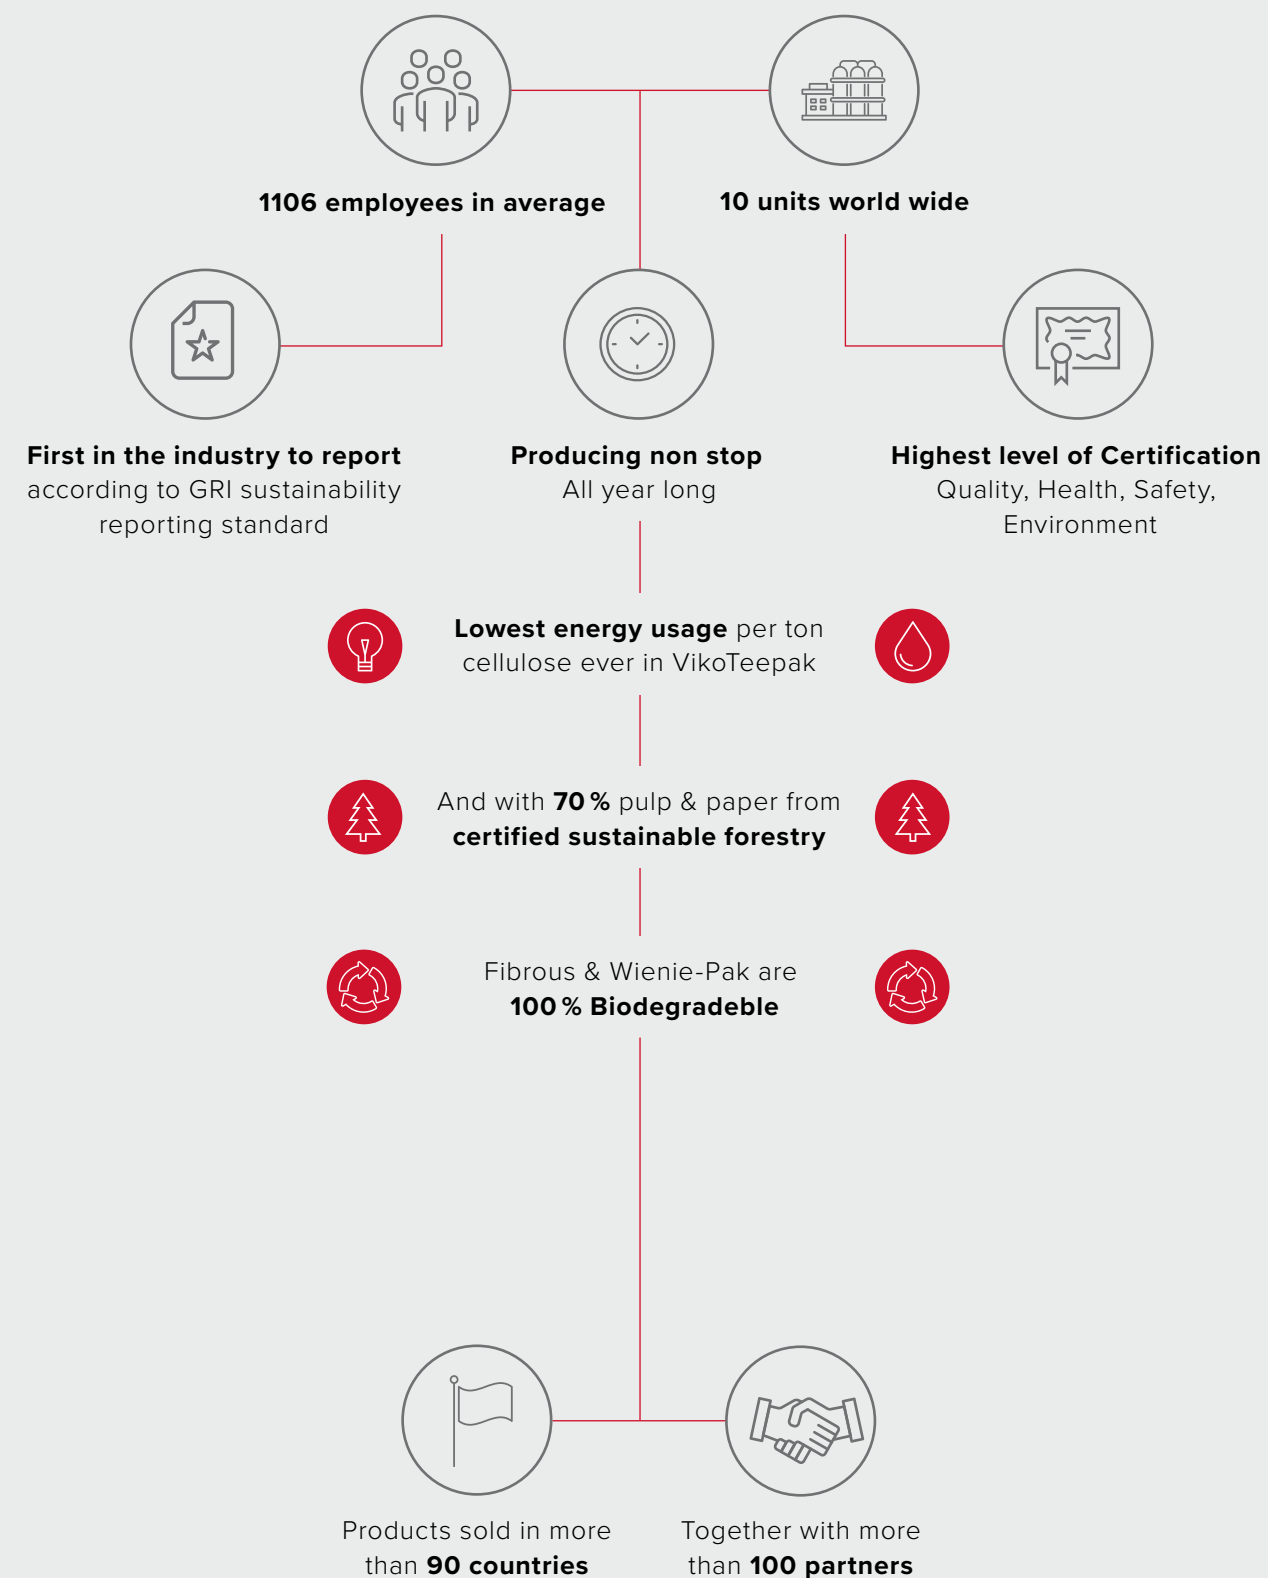 1106 employees in average
10 units world wide
First in the industry to report
according to GRI sustainability
reporting standard
Producing non stop
All year long
Highest level of Certification
Quality, Health, Safety,
Environment
Lowest energy usage per ton
cellulose ever in VikoTeepak
And with 70 % pulp & paper from
certified sustainable forestry
Fibrous & Wienie-Pak are
100 % Biodegradeble
Products sold in more
than 90 countries
Together with more
than 100 partners